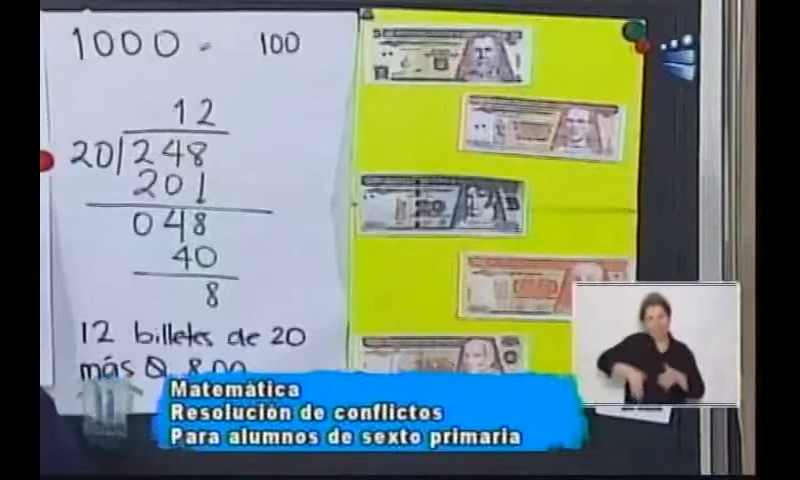 1000 = 100
12
20/248
201
048
40
8
12 billetes de 20
más Q 8.00
20
Matemática
Resolución de conflictos
Para alumnos de sexto primaria